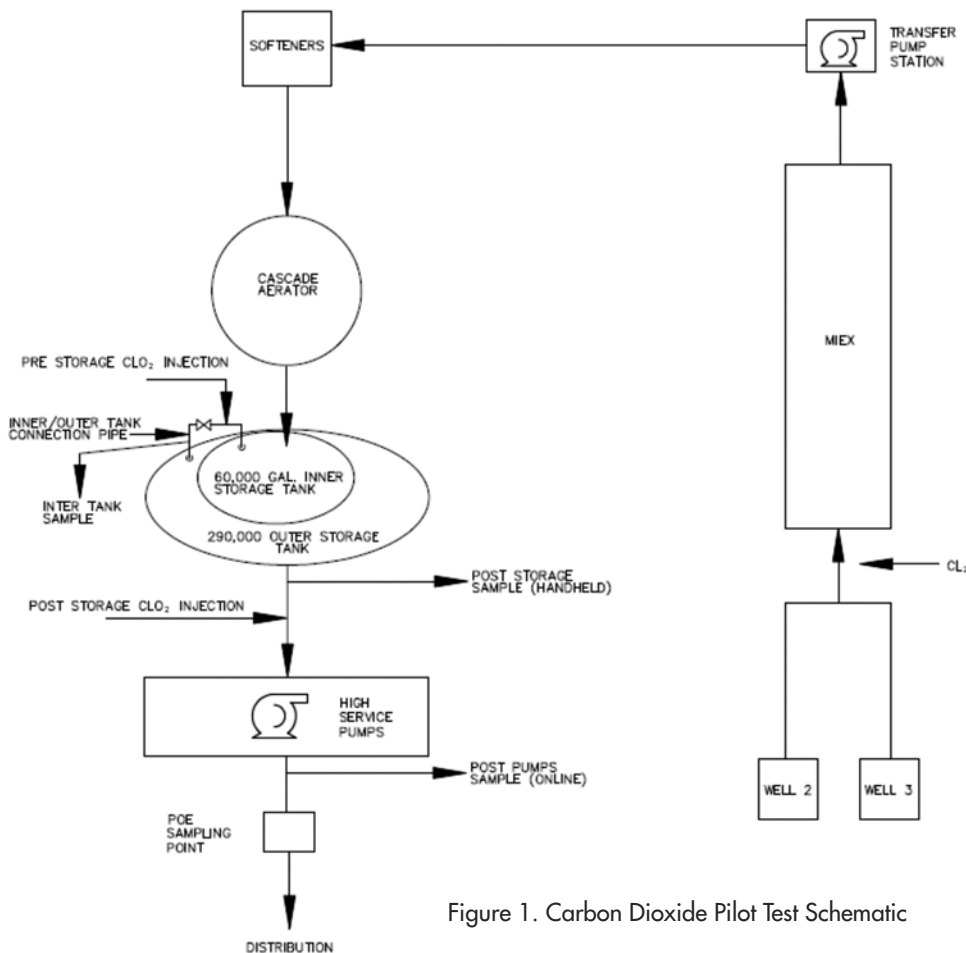 SOFTENERS
TRANSFER
PUMP
STATION
CASCADE
AERATOR
MIEX
PRE STORAGE CLO₂ INJECTION
INNER/OUTER TANK
CONNECTION PIPE
60,000 GAL. INNER
STORAGE TANK
INTER TANK
SAMPLE
290,000 OUTER STORAGE
TANK
POST STORAGE
SAMPLE (HANDHELD)
CL₂
POST STORAGE CLO₂ INJECTION
HIGH
SERVICE
PUMPS
POST PUMPS
SAMPLE (ONLINE)
WELL 2
WELL 3
POE
SAMPLING
POINT
Figure 1. Carbon Dioxide Pilot Test Schematic
DISTRIBUTION